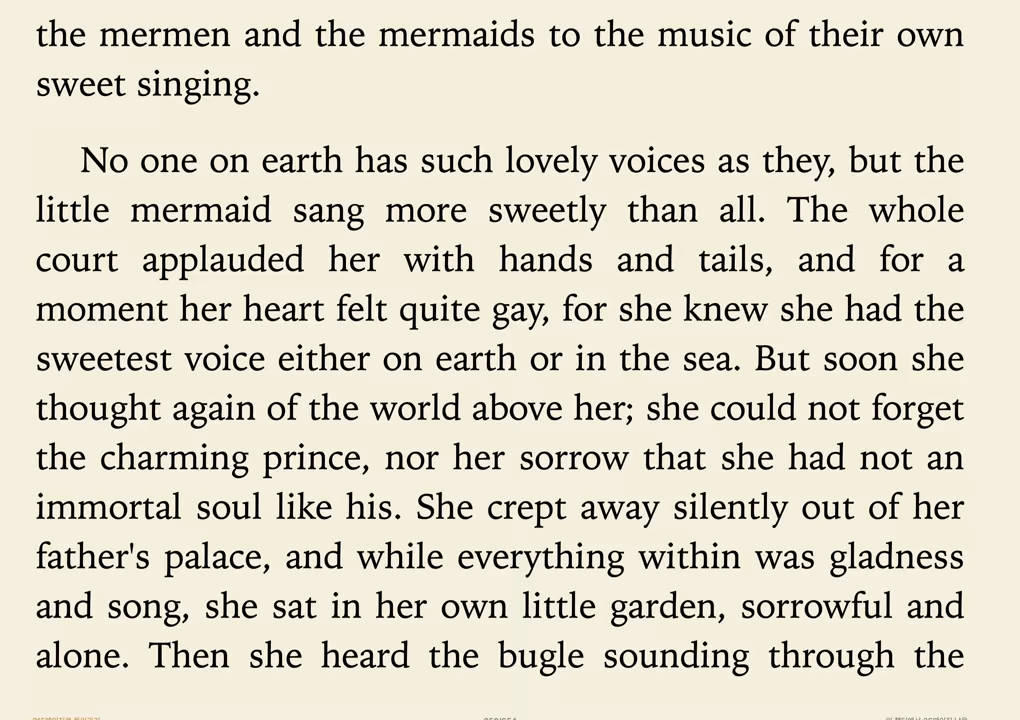 the mermen and the mermaids to the music of their own
sweet singing.
No one on earth has such lovely voices as they, but the
little mermaid sang more sweetly than all. The whole
court applauded her with hands and tails, and for a
moment her heart felt quite gay, for she knew she had the
sweetest voice either on earth or in the sea. But soon she
thought again of the world above her; she could not forget
the charming prince, nor her sorrow that she had not an
immortal soul like his. She crept away silently out of her
father's palace, and while everything within was gladness
and song, she sat in her own little garden, sorrowful and
alone. Then she heard the bugle sounding through the